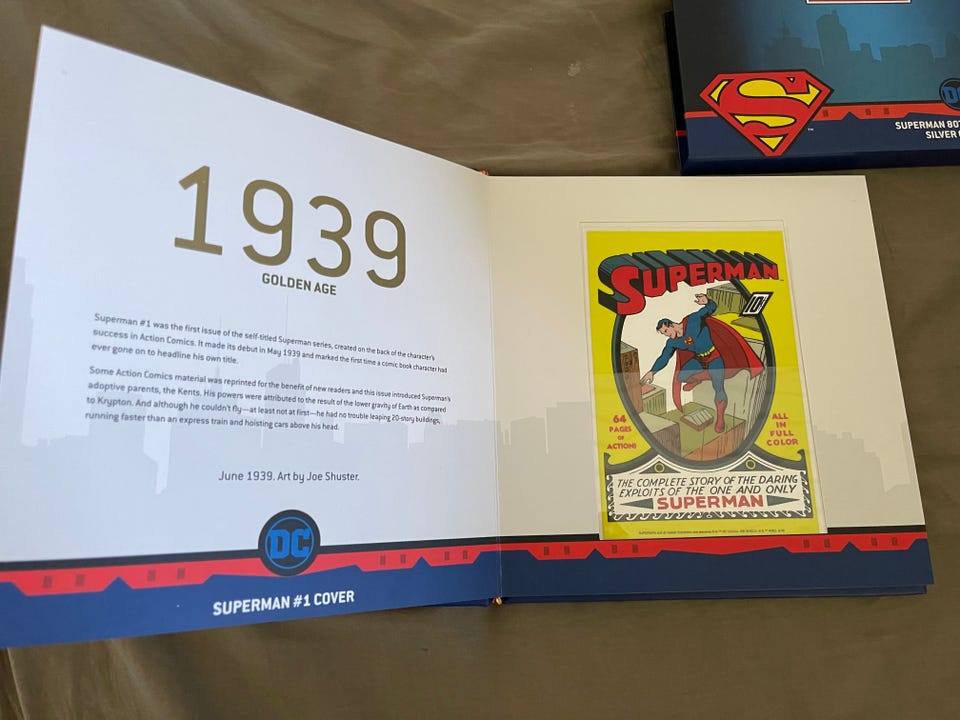 1939
GOLDEN AGE
Superman #1 was the first issue of the self-titled Superman series, created on the back of the character's
success in Action Comics. It made its debut in May 1939 and marked the first time a comic book character had
ever gone on to headline his own title.
Some Action Comics material was reprinted for the benefit of new readers and this issue introduced Superman's
adoptive parents, the Kents. His powers were attributed to the result of the lower gravity of Earth as compared
to Krypton. And although he couldn't fly—at least not at first—he had no trouble leaping 20-story buildings,
running faster than an express train and hoisting cars above his head.
June 1939. Art by Joe Shuster.
DC
SUPERMAN #1 COVER
SUPERMAN
10¢
64
PAGES
OF
ACTION!
ALL
IN
FULL
COLOR
THE COMPLETE STORY OF THE DARING
EXPLOITS OF THE ONE AND ONLY
SUPERMAN
S
TM
DC
SUPERMAN 80T
SILVER